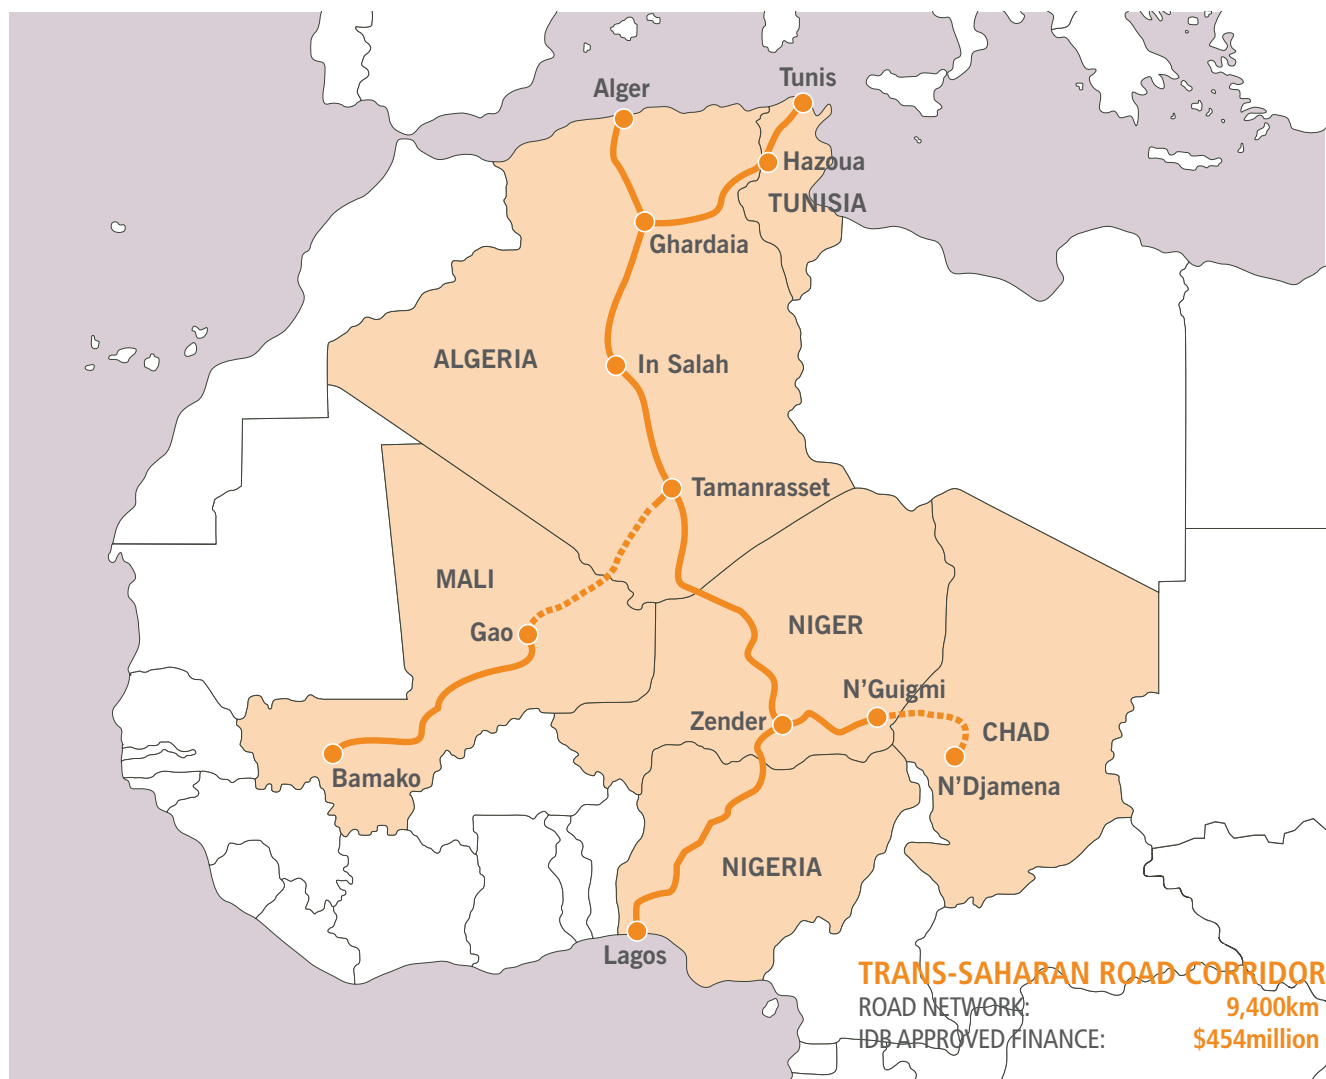 Tunis
Alger
Hazoua
TUNISIA
Ghardaia
ALGERIA
In Salah
Tamanrasset
MALI
NIGER
Gao
N'Guigmi
Zender
CHAD
Bamako
N'Djamena
NIGERIA
Lagos
TRANS-SAHARAN ROAD CORRIDOR
ROAD NETWORK: 9,400km
IDB APPROVED FINANCE: $454million